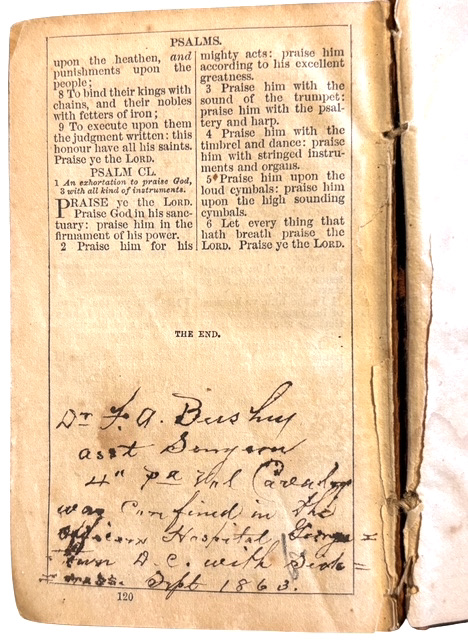 PSALMS.
upon the heathen, and
punishments upon the
people;
8 To bind their kings with
chains, and their nobles
with fetters of iron;
9 To execute upon them
the judgment written: this
honour have all his saints.
Praise ye the LORD.
PSALM CL.
1 An exhortation to praise God,
3 with all kind of instruments.
PRAISE ye the LORD.
Praise God in his sanc-
tuary: praise him in the
firmament of his power.
2 Praise him for his
mighty acts: praise him
according to his excellent
greatness.
3 Praise him with the
sound of the trumpet:
praise him with the psal-
tery and harp.
4 Praise him with the
timbrel and dance: praise
him with stringed instru-
ments and organs.
5 Praise him upon the
loud cymbals: praise him
upon the high sounding
cymbals.
6 Let every thing that
hath breath praise the
LORD. Praise ye the LORD.
THE END.
Dr F. A. Bushey
asst Surgeon
4" Pa Vol Cavalry
was confined in the
officers Hospital George=
town D. C. with Sick=
ness. Sept 1863.
120